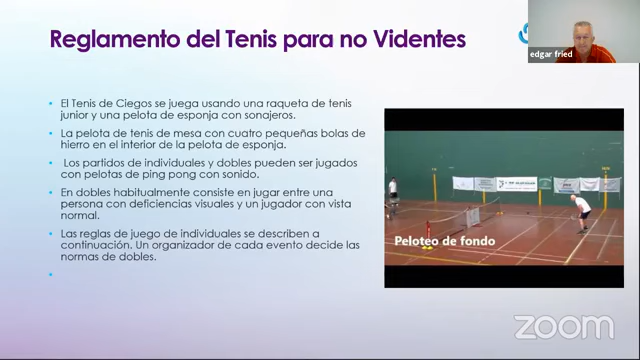 Reglamento del Tenis para no Videntes
edgar fried
El Tenis de Ciegos se juega usando una raqueta de tenis
junior y una pelota de esponja con sonajeros.
La pelota de tenis de mesa con cuatro pequeñas bolas de
hierro en el interior de la pelota de esponja.
Los partidos de individuales y dobles pueden ser jugados
con pelotas de ping pong con sonido.
En dobles habitualmente consiste en jugar entre una
persona con deficiencias visuales y un jugador con vista
normal.
Las reglas de juego de individuales se describen a
continuación. Un organizador de cada evento decide las
normas de dobles.
Peloteo de fondo
zoom